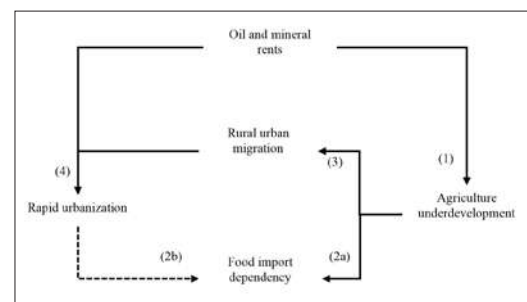 Oil and mineral
rents
Rural urban
migration
(3)
(1)
(4)
Rapid urbanization
Agriculture
underdevelopment
(2b)
Food import
dependency
(2a)